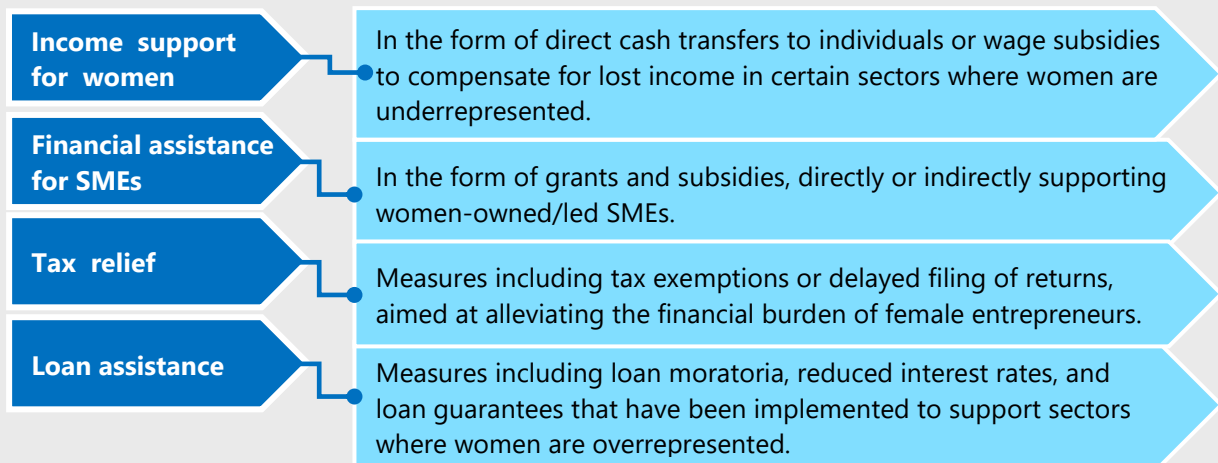 Income support
for women
In the form of direct cash transfers to individuals or wage subsidies
to compensate for lost income in certain sectors where women are
underrepresented.
Financial assistance
for SMEs
In the form of grants and subsidies, directly or indirectly supporting
women-owned/led SMEs.
Tax relief
Measures including tax exemptions or delayed filing of returns,
aimed at alleviating the financial burden of female entrepreneurs.
Loan assistance
Measures including loan moratoria, reduced interest rates, and
loan guarantees that have been implemented to support sectors
where women are overrepresented.